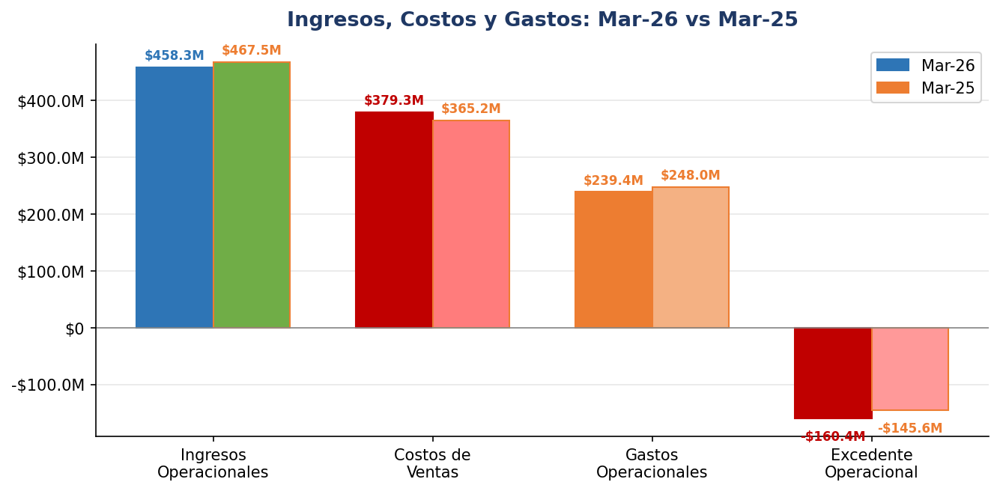 Ingresos, Costos y Gastos: Mar-26 vs Mar-25
Mar-26
Mar-25
$400.0M
$300.0M
$200.0M
$100.0M
$0
-$100.0M
$458.3M
$467.5M
$379.3M
$365.2M
$239.4M
$248.0M
-$160.4M
-$145.6M
Ingresos
Operacionales
Costos de
Ventas
Gastos
Operacionales
Excedente
Operacional